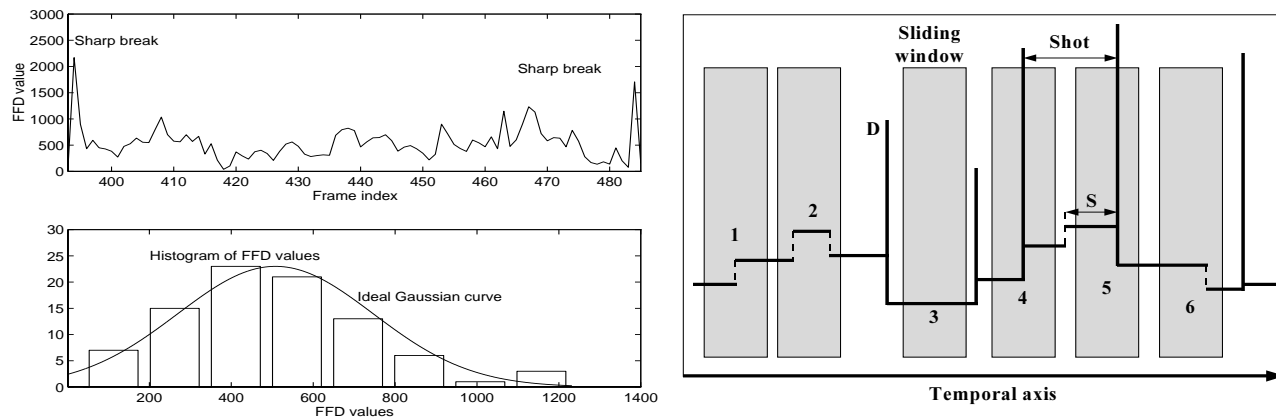 3000
2500
2000
1500
1000
500
0
FFD value
Sharp break
Sharp break
400 410 420 430 440 450 460 470 480
Frame index
25
20
15
10
5
0
30
Histogram of FFD values
Ideal Gaussian curve
200 400 600 800 1000 1200 1400
FFD values
Sliding
window
Shot
D
S
1
2
3
4
5
6
Temporal axis